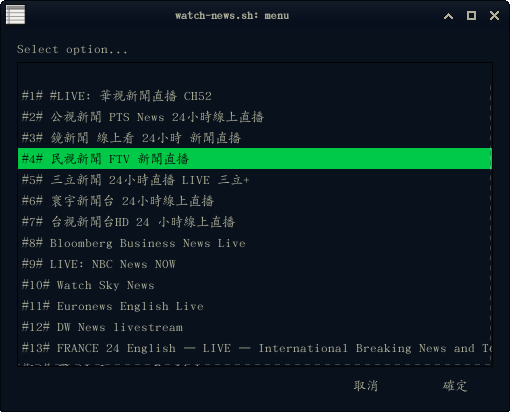 watch-news.sh: menu
Select option...
#1# #LIVE: 華視新聞直播 CH52
#2# 公視新聞 PTS News 24小時線上直播
#3# 鏡新聞 線上看 24小時 新聞直播
#4# 民視新聞 FTV 新聞直播
#5# 三立新聞 24小時直播 LIVE 三立+
#6# 寰宇新聞台 24小時線上直播
#7# 台視新聞台HD 24 小時線上直播
#8# Bloomberg Business News Live
#9# LIVE: NBC News NOW
#10# Watch Sky News
#11# Euronews English Live
#12# DW News livestream
#13# FRANCE 24 English — LIVE — International Breaking News and
取消 確定